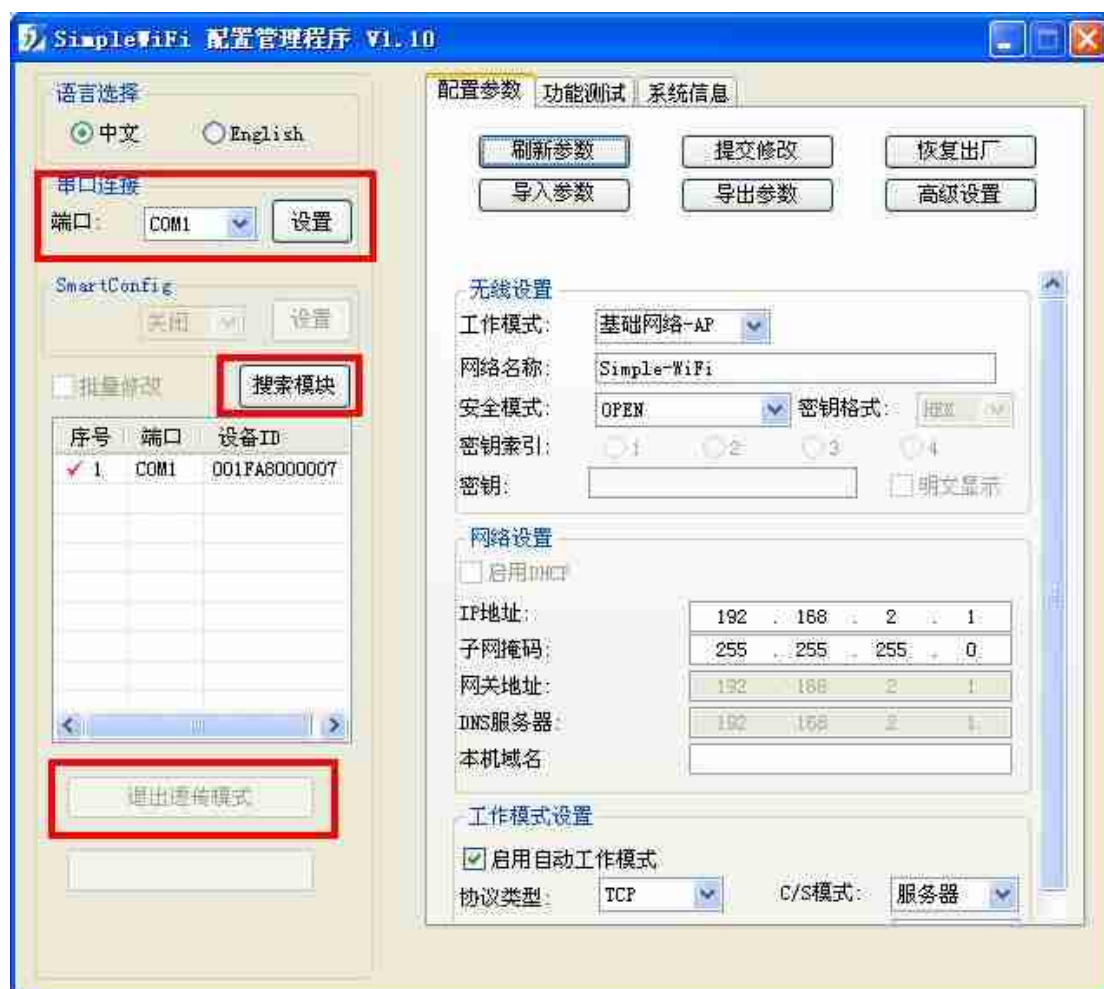 SimpleWiFi 配置管理程序 V1.10
语言选择
中文 English
串口连接
端口: COM1 设置
SmartConfig
关闭 设置
批量修改 搜索模块
序号 端口 设备ID
1 COM1 001FA8000007
退出透传模式
配置参数 功能测试 系统信息
刷新参数 提交修改 恢复出厂
导入参数 导出参数 高级设置
无线设置
工作模式: 基础网络-AP
网络名称: Simple-WiFi
安全模式: OPEN 密钥格式: HEX
密钥索引: 1 2 3 4
密钥: 明文显示
网络设置
启用DHCP
IP地址: 192 . 168 . 2 . 1
子网掩码: 255 . 255 . 255 . 0
网关地址: 192 . 168 . 2 . 1
DNS服务器: 192 . 168 . 2 . 1
本机域名
工作模式设置
启用自动工作模式
协议类型: TCP C/S模式: 服务器